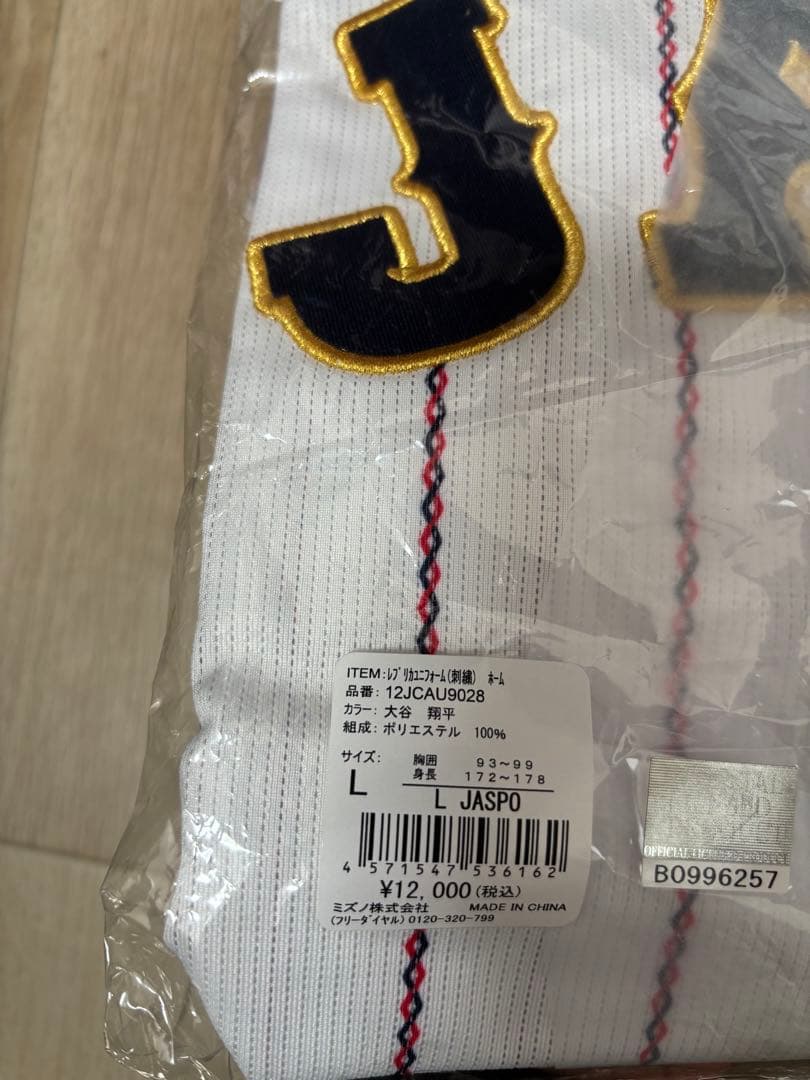 J
ITEM:ﾚﾌﾟﾘｶﾕﾆﾌｫｰﾑ(刺繍) ﾎｰﾑ
品番: 12JCAU9028
カラー: 大谷 翔平
組成: ポリエステル 100%
サイズ: 胸囲 93~99
L 身長 172~178
L JASPO
4 571547 536162
¥12,000(税込)
ミズノ株式会社 MADE IN CHINA
(フリーダイヤル) 0120-320-799
OFFICIAL
B0996257